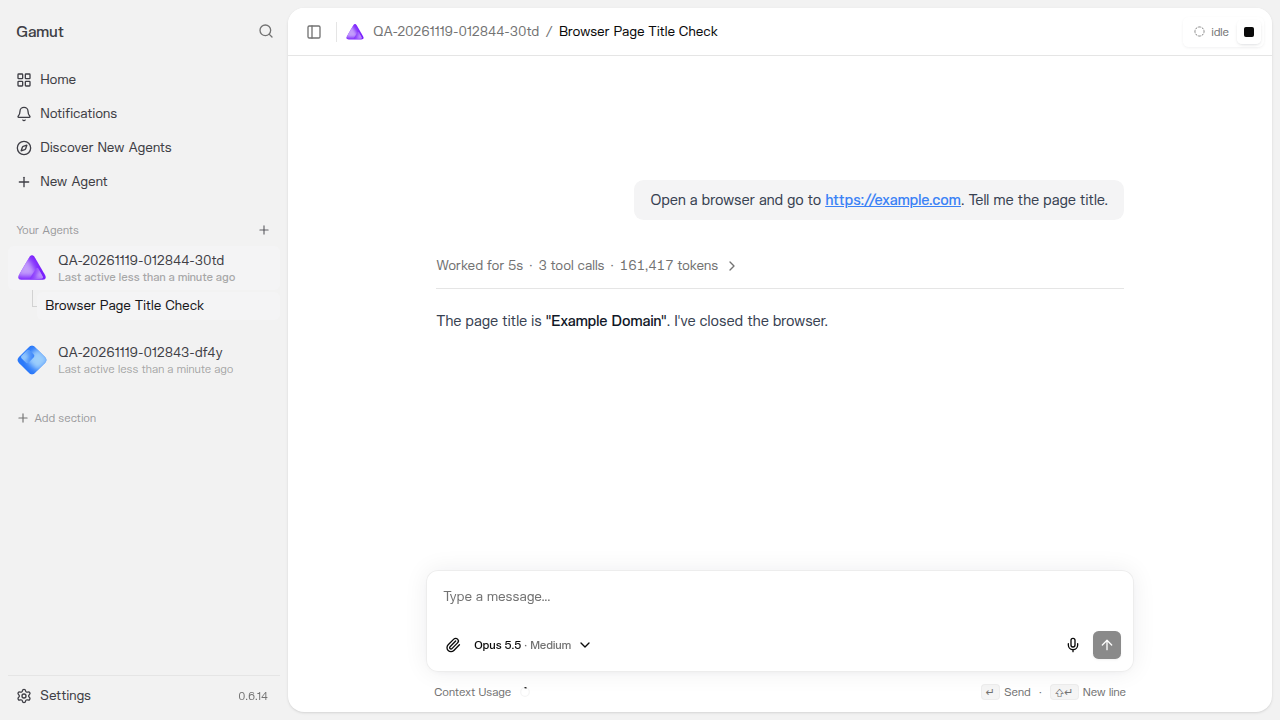 Gamut
Home
Notifications
Discover New Agents
New Agent
Your Agents
QA-20261119-012844-30td
Last active less than a minute ago
Browser Page Title Check
QA-20261119-012843-df4y
Last active less than a minute ago
Add section
Settings
0.6.14
QA-20261119-012844-30td / Browser Page Title Check
idle
Open a browser and go to https://example.com. Tell me the page title.
Worked for 5s · 3 tool calls · 161,417 tokens
The page title is "Example Domain". I've closed the browser.
Type a message...
Opus 5.5 · Medium
Context Usage
Send · New line